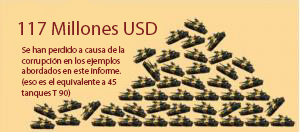 117 Millones USD
Se han perdido a causa de la
corrupción en los ejemplos
abordados en este informe.
(eso es el equivalente a 45
tanques T 90)